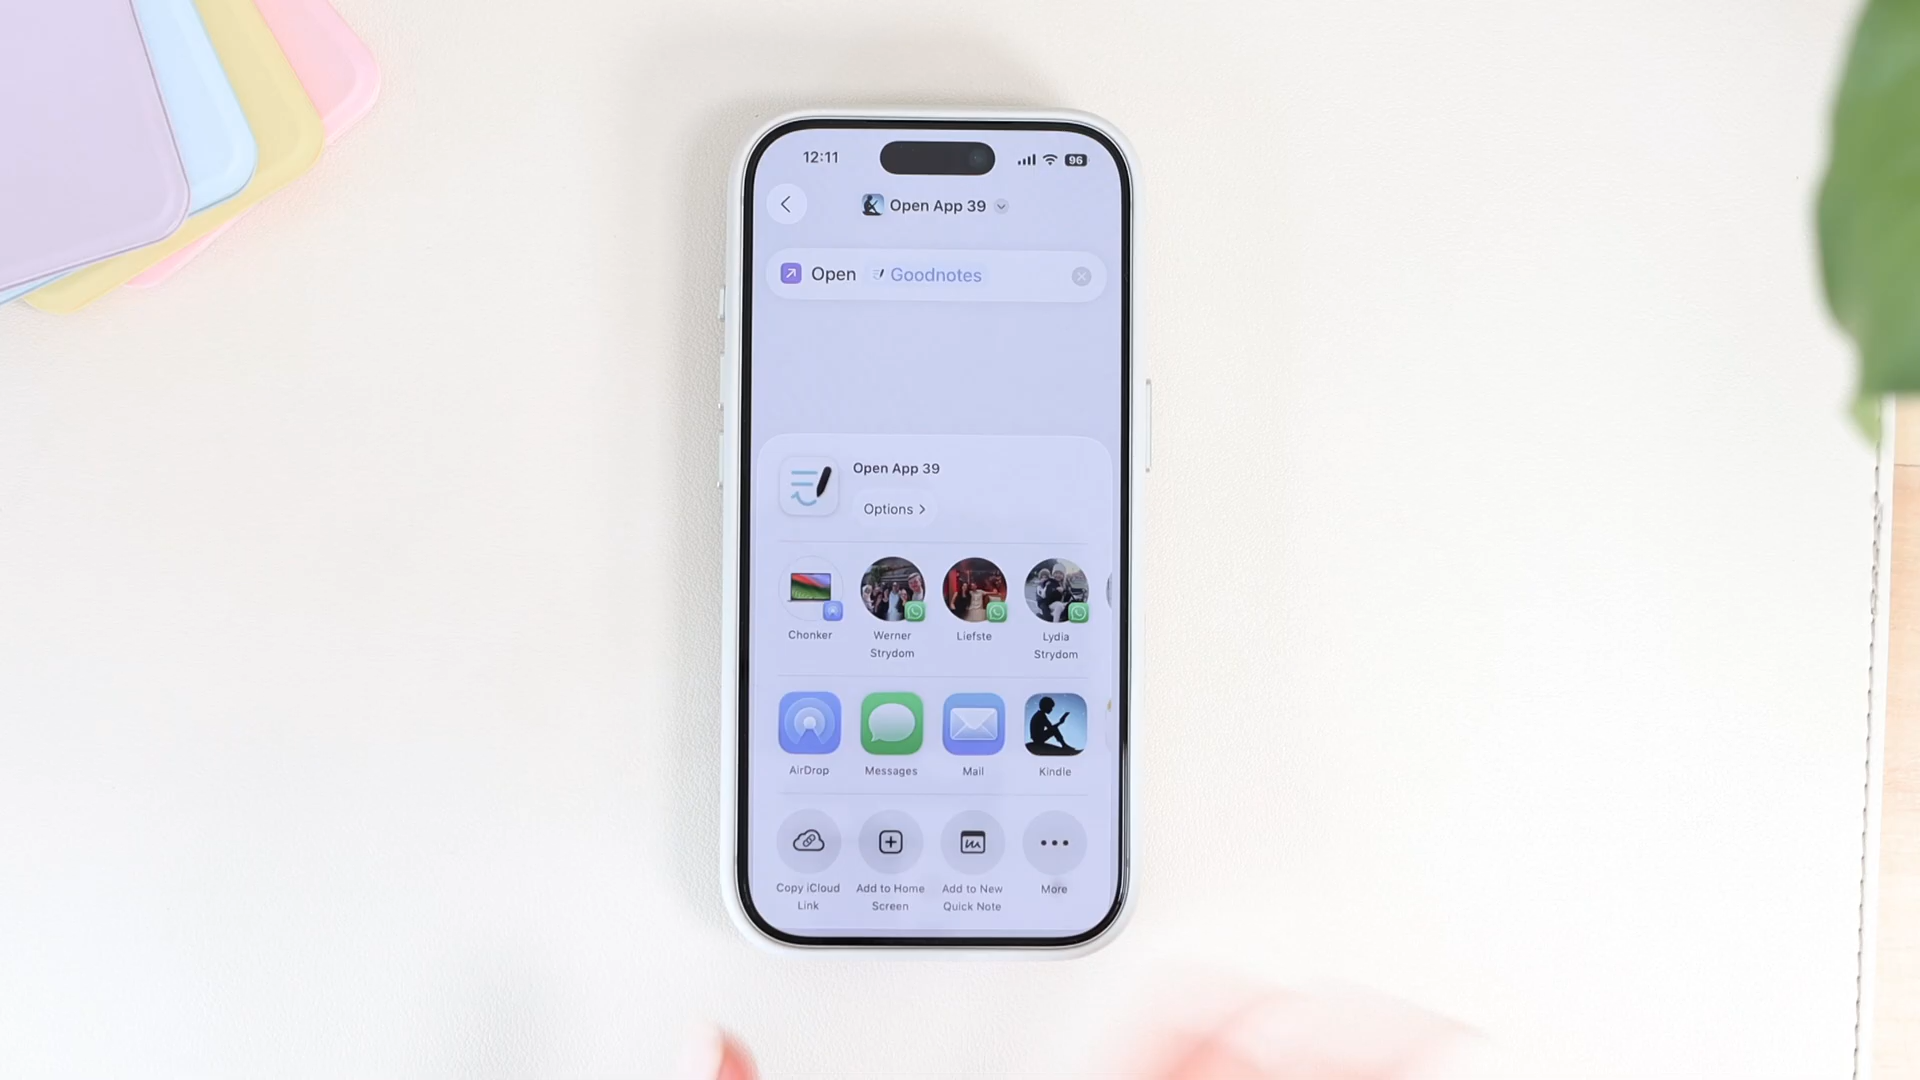 12:11
96
Open App 39
Open Goodnotes
Open App 39
Options >
Chonker
Werner
Strydom
Liefste
Lydia
Strydom
AirDrop
Messages
Mail
Kindle
Copy iCloud
Link
Add to Home
Screen
Add to New
Quick Note
More